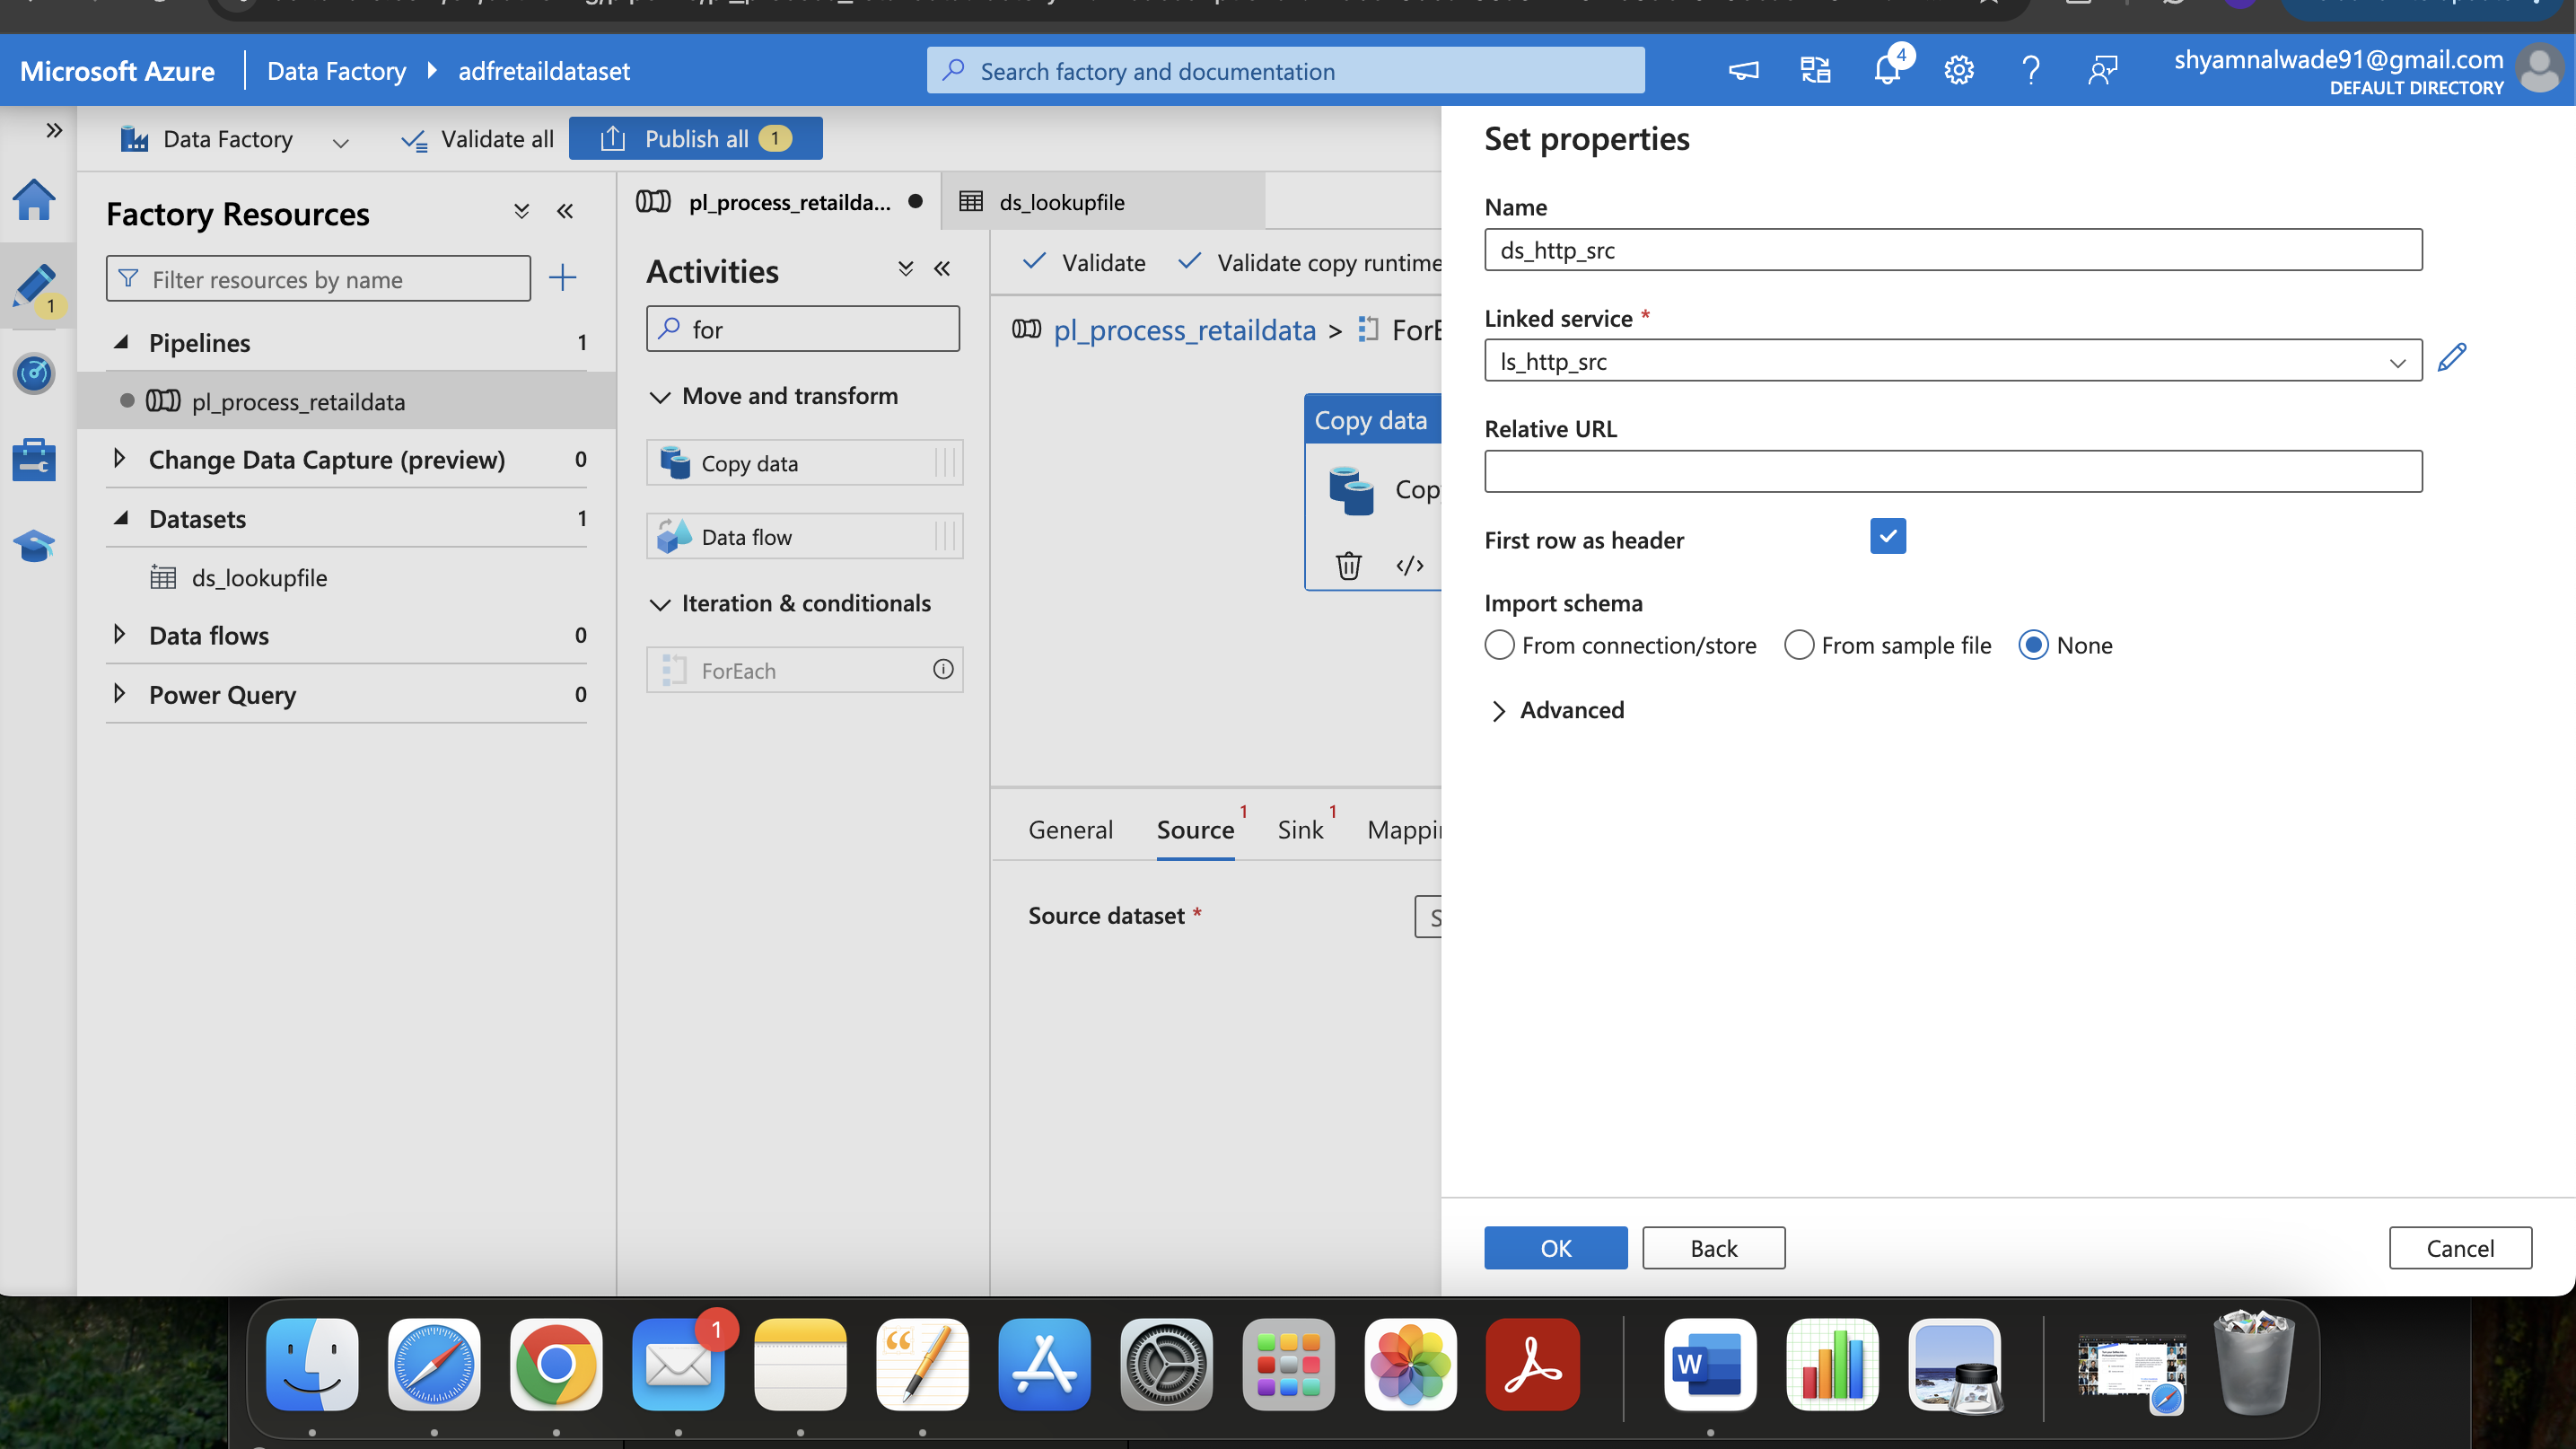 Microsoft Azure
Data Factory
adfretaildataset
Search factory and documentation
4
shyamnalwade91@gmail.com
DEFAULT DIRECTORY
Data Factory
Validate all
Publish all 1
1
Factory Resources
Filter resources by name
Pipelines 1
pl_process_retaildata
Change Data Capture (preview) 0
Datasets 1
ds_lookupfile
Data flows 0
Power Query 0
pl_process_retailda...
ds_lookupfile
Activities
for
Move and transform
Copy data
Data flow
Iteration & conditionals
ForEach
Validate
Validate copy runtime
pl_process_retaildata > ForE
Copy data
Cop
General
Source 1
Sink 1
Mappin
Source dataset *
S
Set properties
Name
ds_http_src
Linked service *
ls_http_src
Relative URL
First row as header
Import schema
From connection/store
From sample file
None
Advanced
OK
Back
Cancel
1
W